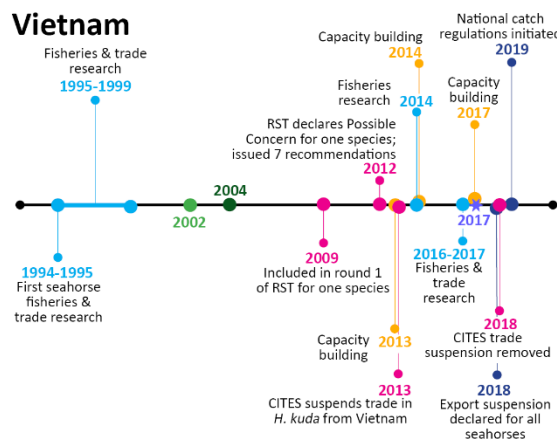 Vietnam
Fisheries & trade
research
1995-1999
Capacity building
2014
National catch
regulations initiated
2019
Fisheries
research
2014
Capacity
building
2017
RST declares Possible
Concern for one species;
issued 7 recommendations
2012
2004
2002
2017
1994-1995
First seahorse
fisheries &
trade research
2009
Included in round 1
of RST for one species
2016-2017
Fisheries &
trade
research
Capacity
building
2013
2013
CITES suspends trade in
H. kuda from Vietnam
2018
CITES trade
suspension removed
2018
Export suspension
declared for all
seahorses